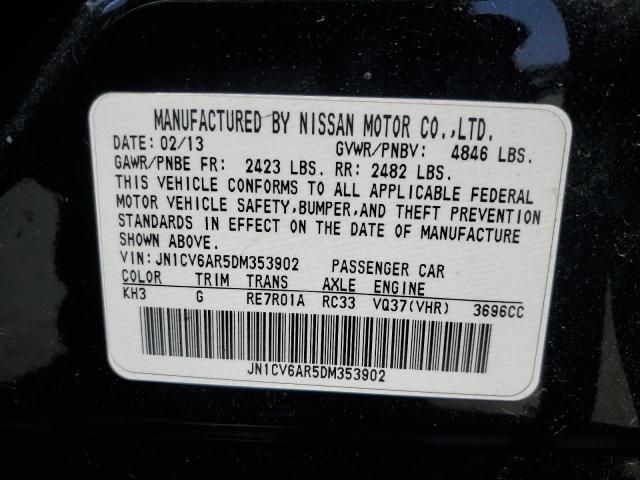 MANUFACTURED BY NISSAN MOTOR CO.,LTD.
DATE: 02/13 GVWR/PNBV: 4846 LBS.
GAWR/PNBE FR: 2423 LBS. RR: 2482 LBS.
THIS VEHICLE CONFORMS TO ALL APPLICABLE FEDERAL
MOTOR VEHICLE SAFETY,BUMPER,AND THEFT PREVENTION
STANDARDS IN EFFECT ON THE DATE OF MANUFACTURE
SHOWN ABOVE.
VIN:JN1CV6AR5DM353902 PASSENGER CAR
COLOR TRIM TRANS AXLE ENGINE
KH3 G RE7R01A RC33 VQ37(VHR) 3696CC
JN1CV6AR5DM353902